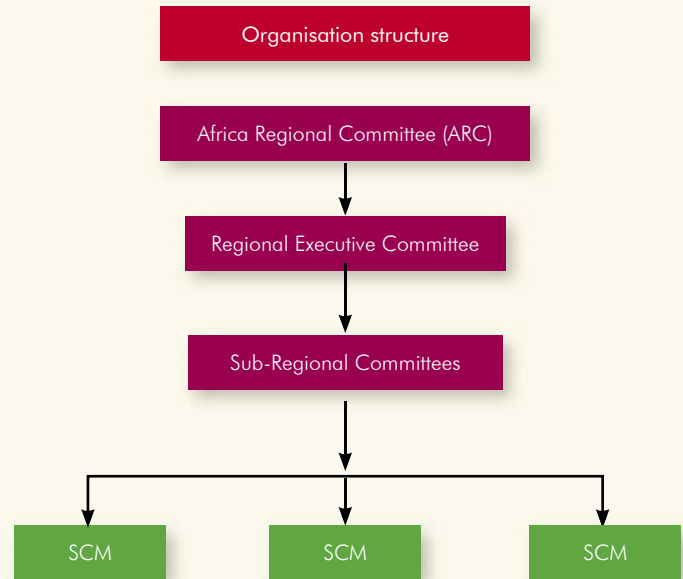 Organisation structure
Africa Regional Committee (ARC)
Regional Executive Committee
Sub-Regional Committees
SCM
SCM
SCM